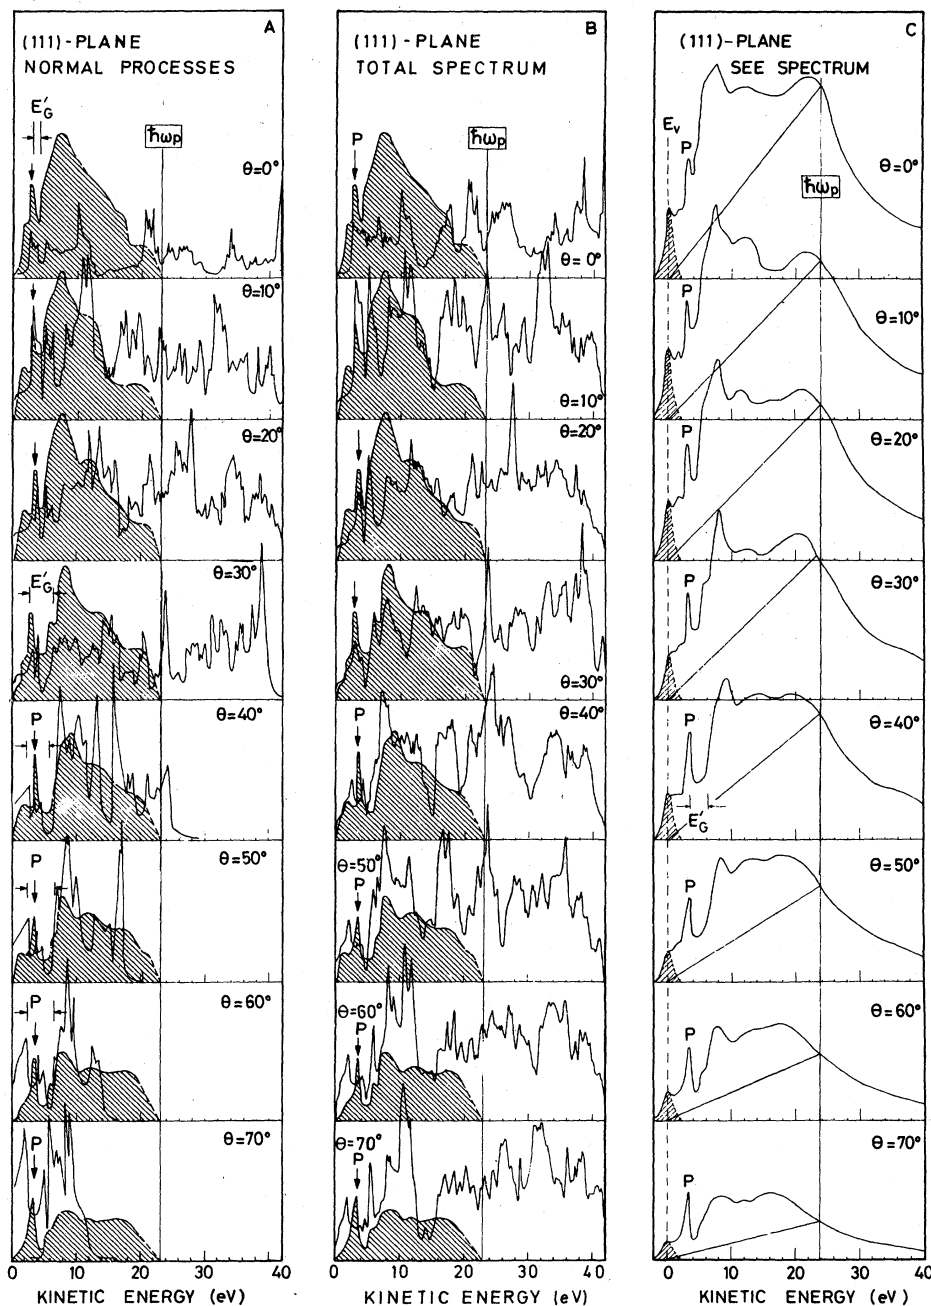 A
(111)-PLANE
NORMAL PROCESSES
E'G
ħωp
θ=0°
θ=10°
θ=20°
E'G
θ=30°
P
θ=40°
P
θ=50°
P
θ=60°
P
θ=70°
0 10 20 30 40
KINETIC ENERGY (eV)
B
(111)-PLANE
TOTAL SPECTRUM
P
ħωp
θ=0°
θ=10°
θ=20°
θ=30°
P
θ=40°
θ=50°
P
θ=60°
P
θ=70°
P
0 10 20 30 40
KINETIC ENERGY (eV)
C
(111)-PLANE
SEE SPECTRUM
Ev
P
θ=0°
ħωp
P
θ=10°
P
θ=20°
P
θ=30°
P
θ=40°
E'G
P
θ=50°
P
θ=60°
P
θ=70°
0 10 20 30 40
KINETIC ENERGY (eV)